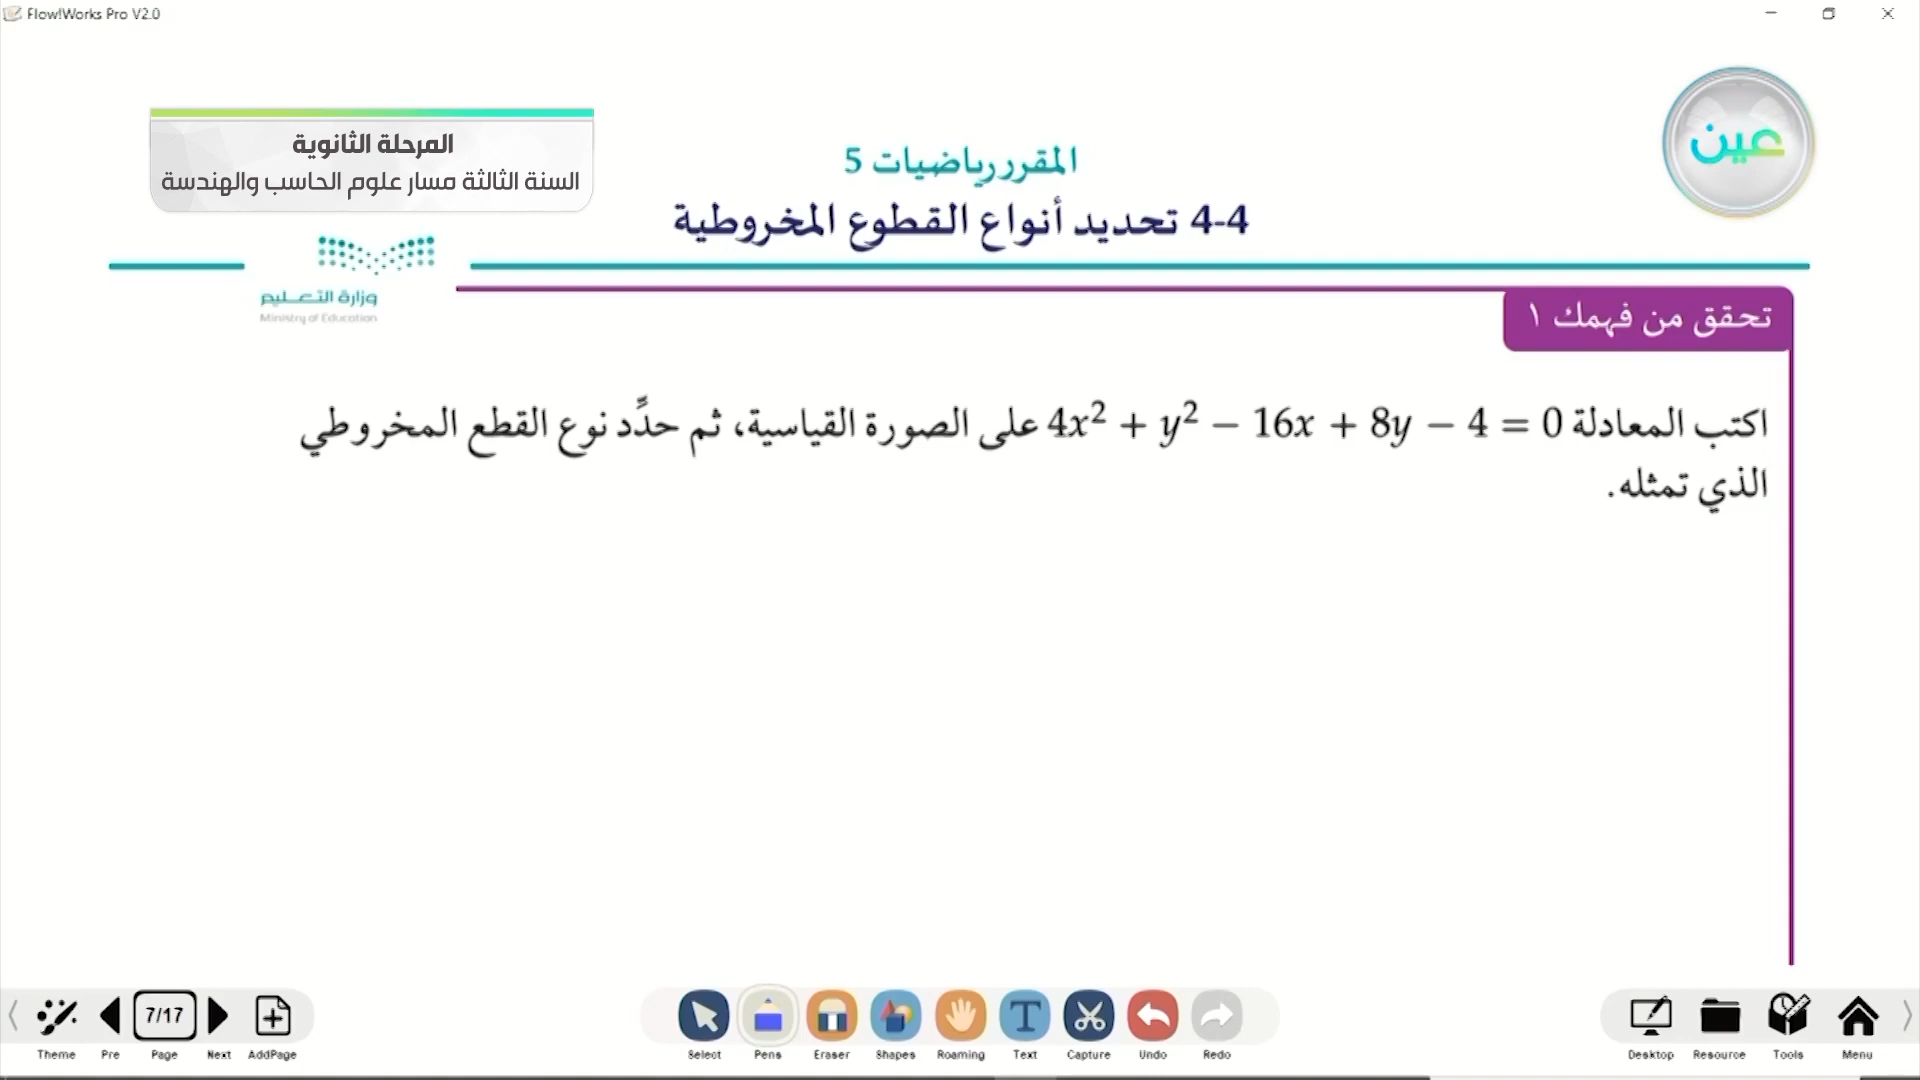 FlowWorks Pro V2.0
عين
المرحلة الثانوية
السنة الثالثة مسار علوم الحاسب والهندسة
المقرر رياضيات 5
4-4 تحديد أنواع القطوع المخروطية
وزارة التعليم
Ministry of Education
تحقق من فهمك ١
اكتب المعادلة 4x² + y² − 16x + 8y − 4 = 0 على الصورة القياسية، ثم حدِّد نوع القطع المخروطي
الذي تمثله.
7/17
Theme Pre Page Next AddPage Select Pens Eraser Shapes Roaming Text Capture Undo Redo Desktop Resource Tools Menu